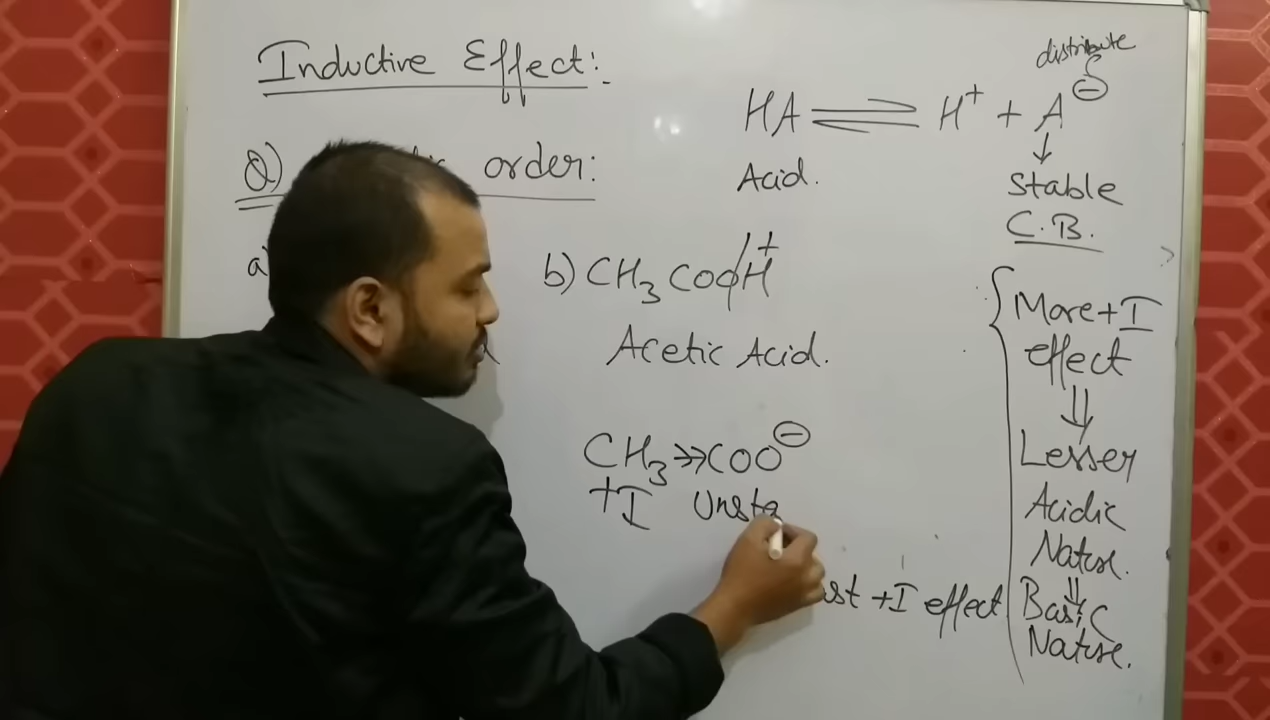 Inductive Effect:
Q) order:
a)
b) CH3COO/H+
Acetic Acid.
CH3 >> COO⊖
+I Unsta
+I effect
distribute
HA ⇌ H+ + A⊖
Acid.
↓
Stable
C.B.
More +I
effect
⇓
Lesser
Acidic
Nature.
⇓
Basic
Nature.